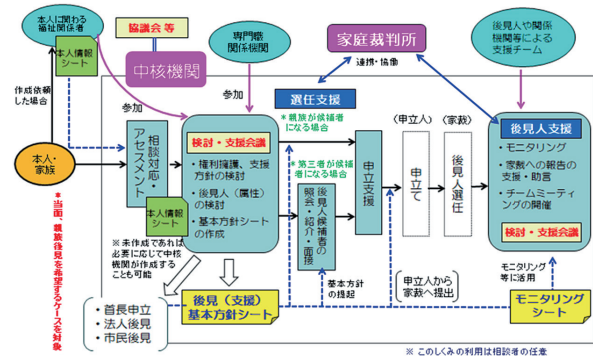 本人に関わる
福祉関係者
協議会 等
専門職
関係機関
家庭裁判所
後見人や関係
機関等による
支援チーム
本人情報
シート
中核機関
連携・協働
作成依頼
した場合
参加
参加
選任支援
＊親族が候補者
になる場合
〈申立人〉
〈家裁〉
本人・
家族
相談対応・
アセスメント
検討・支援会議
・権利擁護、支援
方針の検討
・後見人（属性）の
検討
・基本方針シート
の作成
＊第三者が候補
者になる場合
後見人候補者の
照会・紹介・面接
申立支援
申立て
後見人選任
後見人支援
・モニタリング
・家裁への報告の
支援・助言
・チームミーティン
グの開催
検討・支援会議
本人情報
シート
＊当面、親族後見を希望するケースを対象
※未作成であれば
必要に応じて中核
機関が作成する
ことも可能
・首長申立
・法人後見
・市民後見
後見（支援）
基本方針シート
基本方針
の提起
申立人から
家裁へ提出
モニタリング
等に活用
モニタリング
シート
※ このしくみの利用は相談者の任意